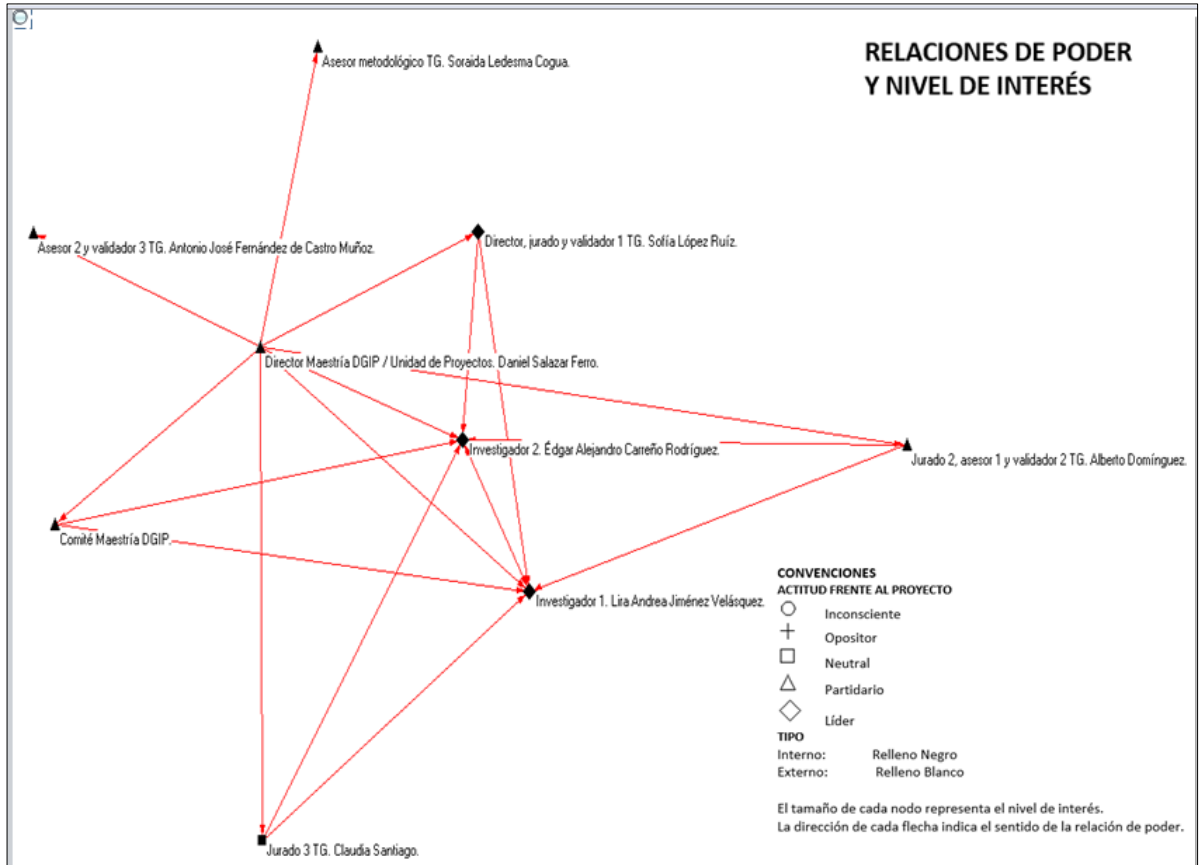 RELACIONES DE PODER
Y NIVEL DE INTERÉS
Asesor metodológico TG. Soraida Ledesma Cogua.
Asesor 2 y validador 3 TG. Antonio José Fernández de Castro Muñoz.
Director, jurado y validador 1 TG. Sofía López Ruíz.
Director Maestría DGIP / Unidad de Proyectos. Daniel Salazar Ferro.
Investigador 2. Édgar Alejandro Carreño Rodríguez.
Jurado 2, asesor 1 y validador 2 TG. Alberto Domínguez.
Comité Maestría DGIP.
Investigador 1. Lira Andrea Jiménez Velásquez.
Jurado 3 TG. Claudia Santiago.
CONVENCIONES
ACTITUD FRENTE AL PROYECTO
Inconsciente
Opositor
Neutral
Partidario
Líder
TIPO
Interno: Relleno Negro
Externo: Relleno Blanco
El tamaño de cada nodo representa el nivel de interés.
La dirección de cada flecha indica el sentido de la relación de poder.